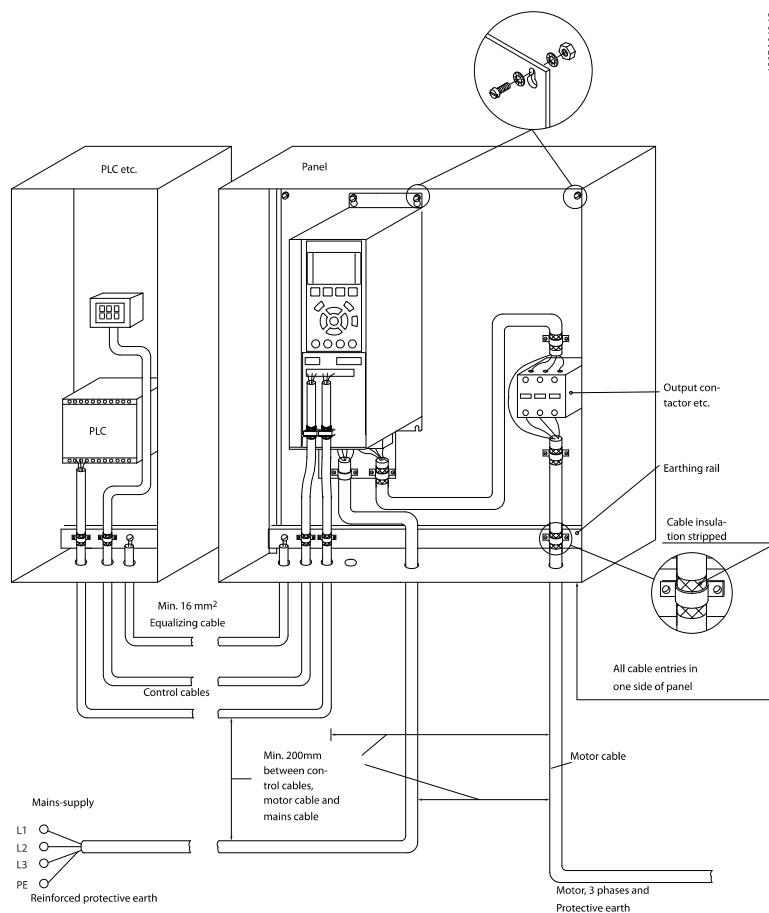 PLC etc.
Panel
PLC
Output con-
tactor etc.
Earthing rail
Cable insula-
tion stripped
Min. 16 mm2
Equalizing cable
Control cables
All cable entries in
one side of panel
Min. 200mm
between con-
trol cables,
motor cable and
mains cable
Motor cable
Mains-supply
L1
L2
L3
PE
Reinforced protective earth
Motor, 3 phases and
Protective earth